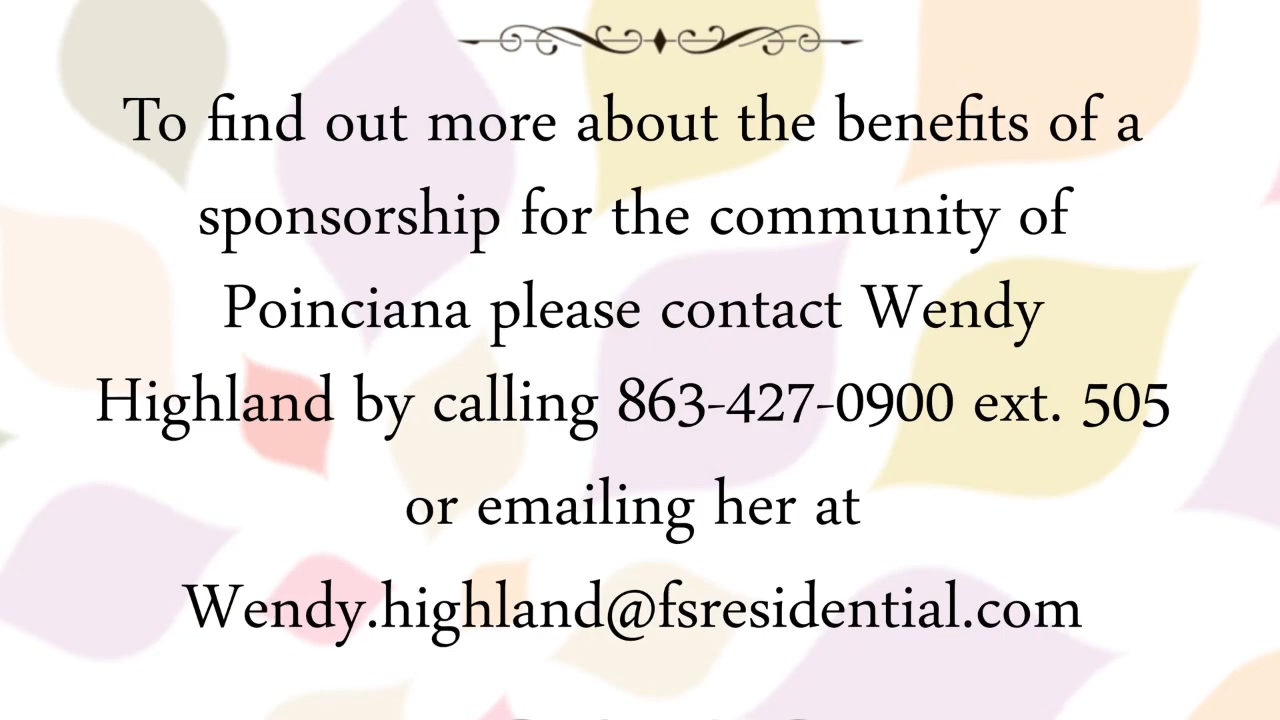 To find out more about the benefits of a
sponsorship for the community of
Poinciana please contact Wendy
Highland by calling 863-427-0900 ext. 505
or emailing her at
Wendy.highland@fsresidential.com